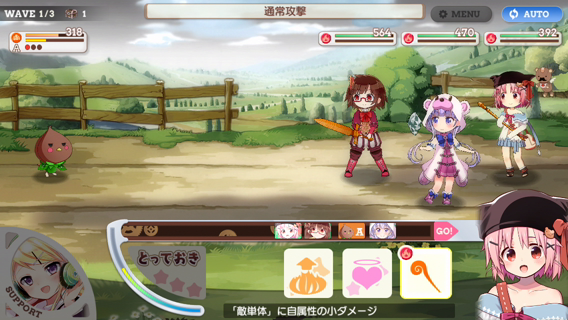 WAVE 1/3 1
通常攻撃
MENU
AUTO
318
A
564
470
392
A
GO!
とっておき
SUPPORT
「敵単体」に自属性の小ダメージ